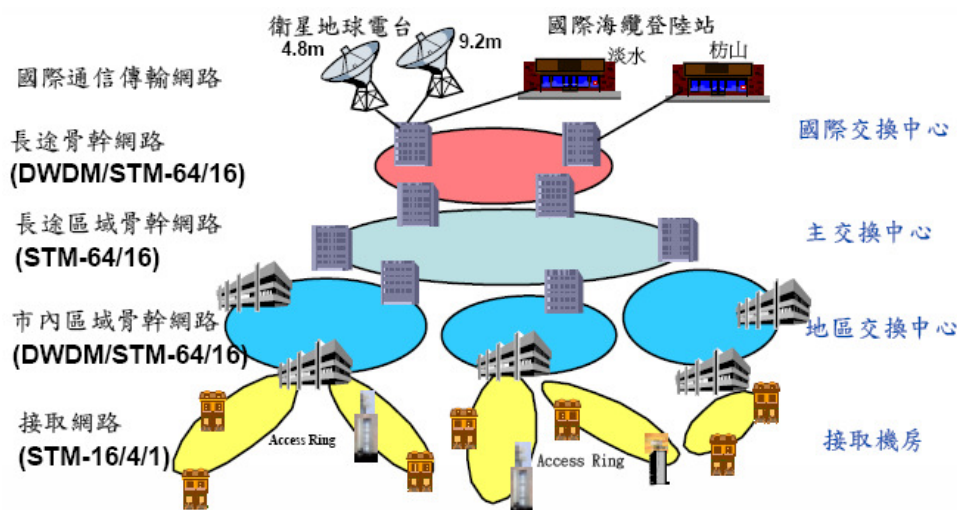 衛星地球電台
4.8m
9.2m
國際海纜登陸站
淡水
枋山
國際通信傳輸網路
長途骨幹網路
(DWDM/STM-64/16)
國際交換中心
長途區域骨幹網路
(STM-64/16)
主交換中心
市內區域骨幹網路
(DWDM/STM-64/16)
地區交換中心
接取網路
(STM-16/4/1)
Access Ring
Access Ring
接取機房